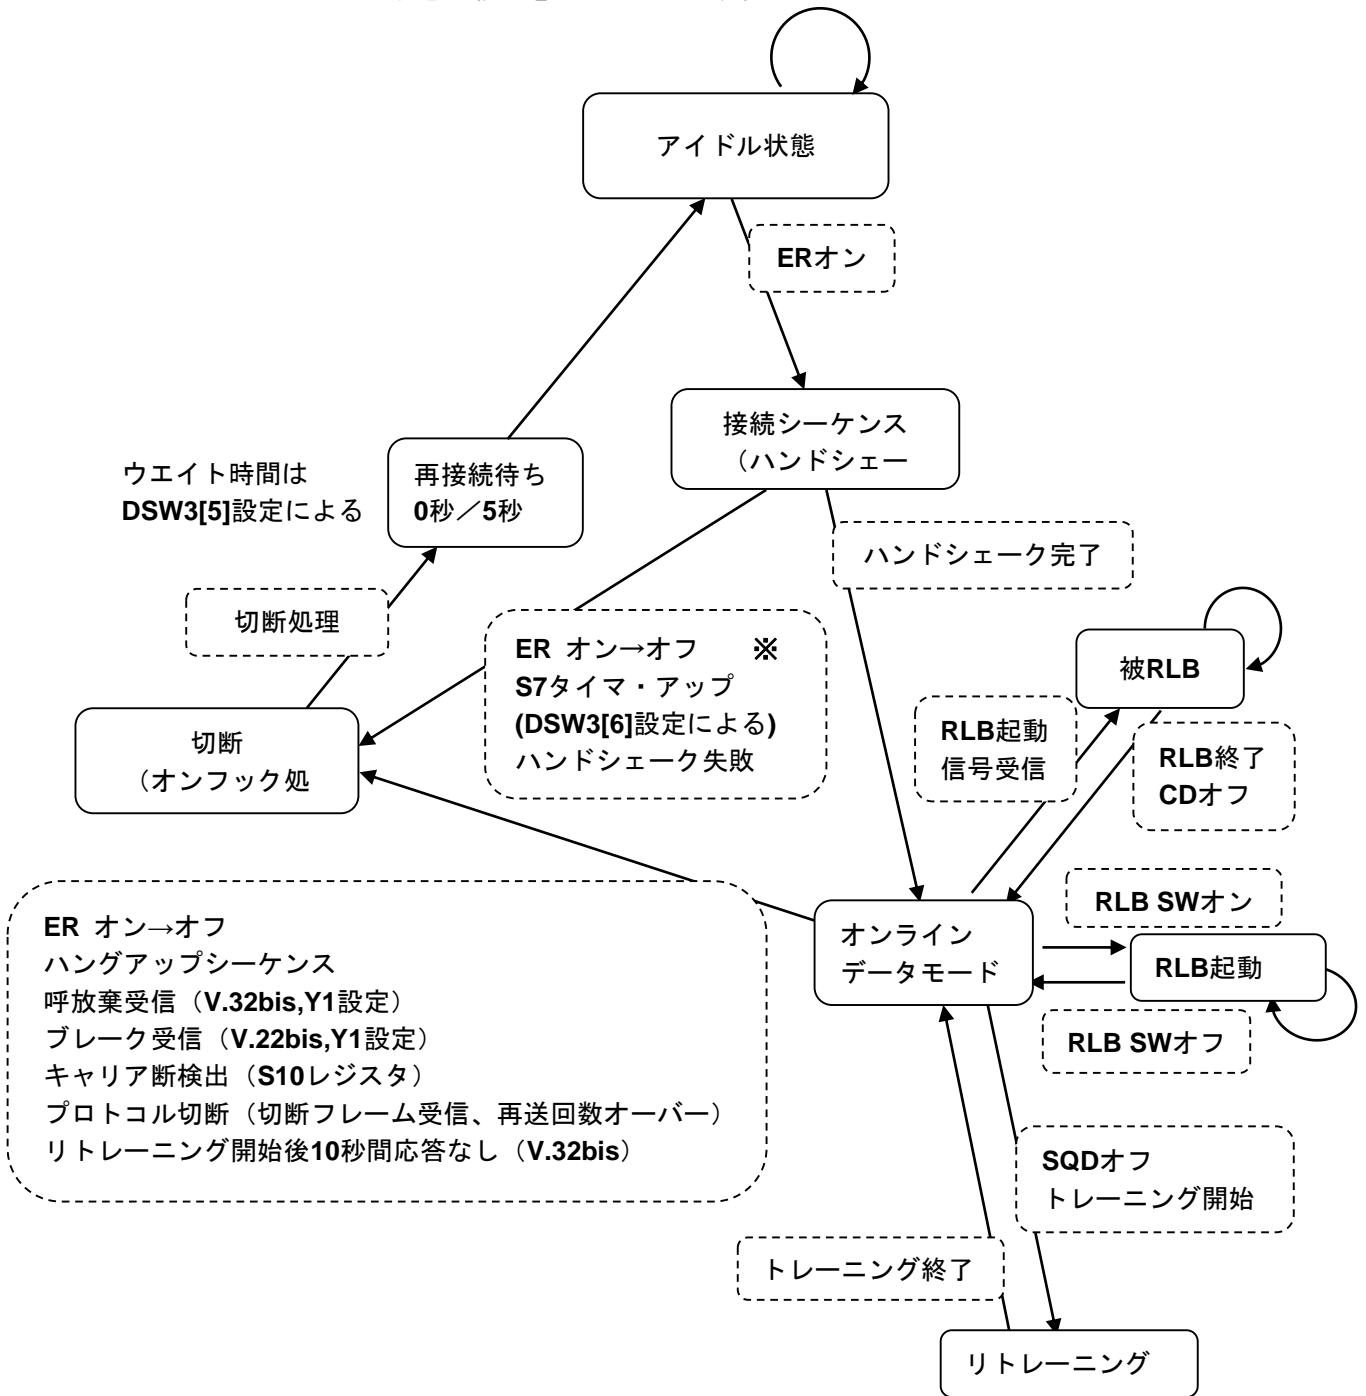 アイドル状態
ERオン
接続シーケンス
（ハンドシェー
ウエイト時間は
DSW3[5]設定による
再接続待ち
0秒／5秒
ハンドシェーク完了
切断処理
ER オン→オフ ※
S7タイマ・アップ
(DSW3[6]設定による)
ハンドシェーク失敗
被RLB
RLB起動
信号受信
RLB終了
CDオフ
切断
（オンフック処
RLB SWオン
オンライン
データモード
RLB起動
RLB SWオフ
ER オン→オフ
ハングアップシーケンス
呼放棄受信（V.32bis,Y1設定）
ブレーク受信（V.22bis,Y1設定）
キャリア断検出（S10レジスタ）
プロトコル切断（切断フレーム受信、再送回数オーバー）
リトレーニング開始後10秒間応答なし（V.32bis）
SQDオフ
トレーニング開始
トレーニング終了
リトレーニング